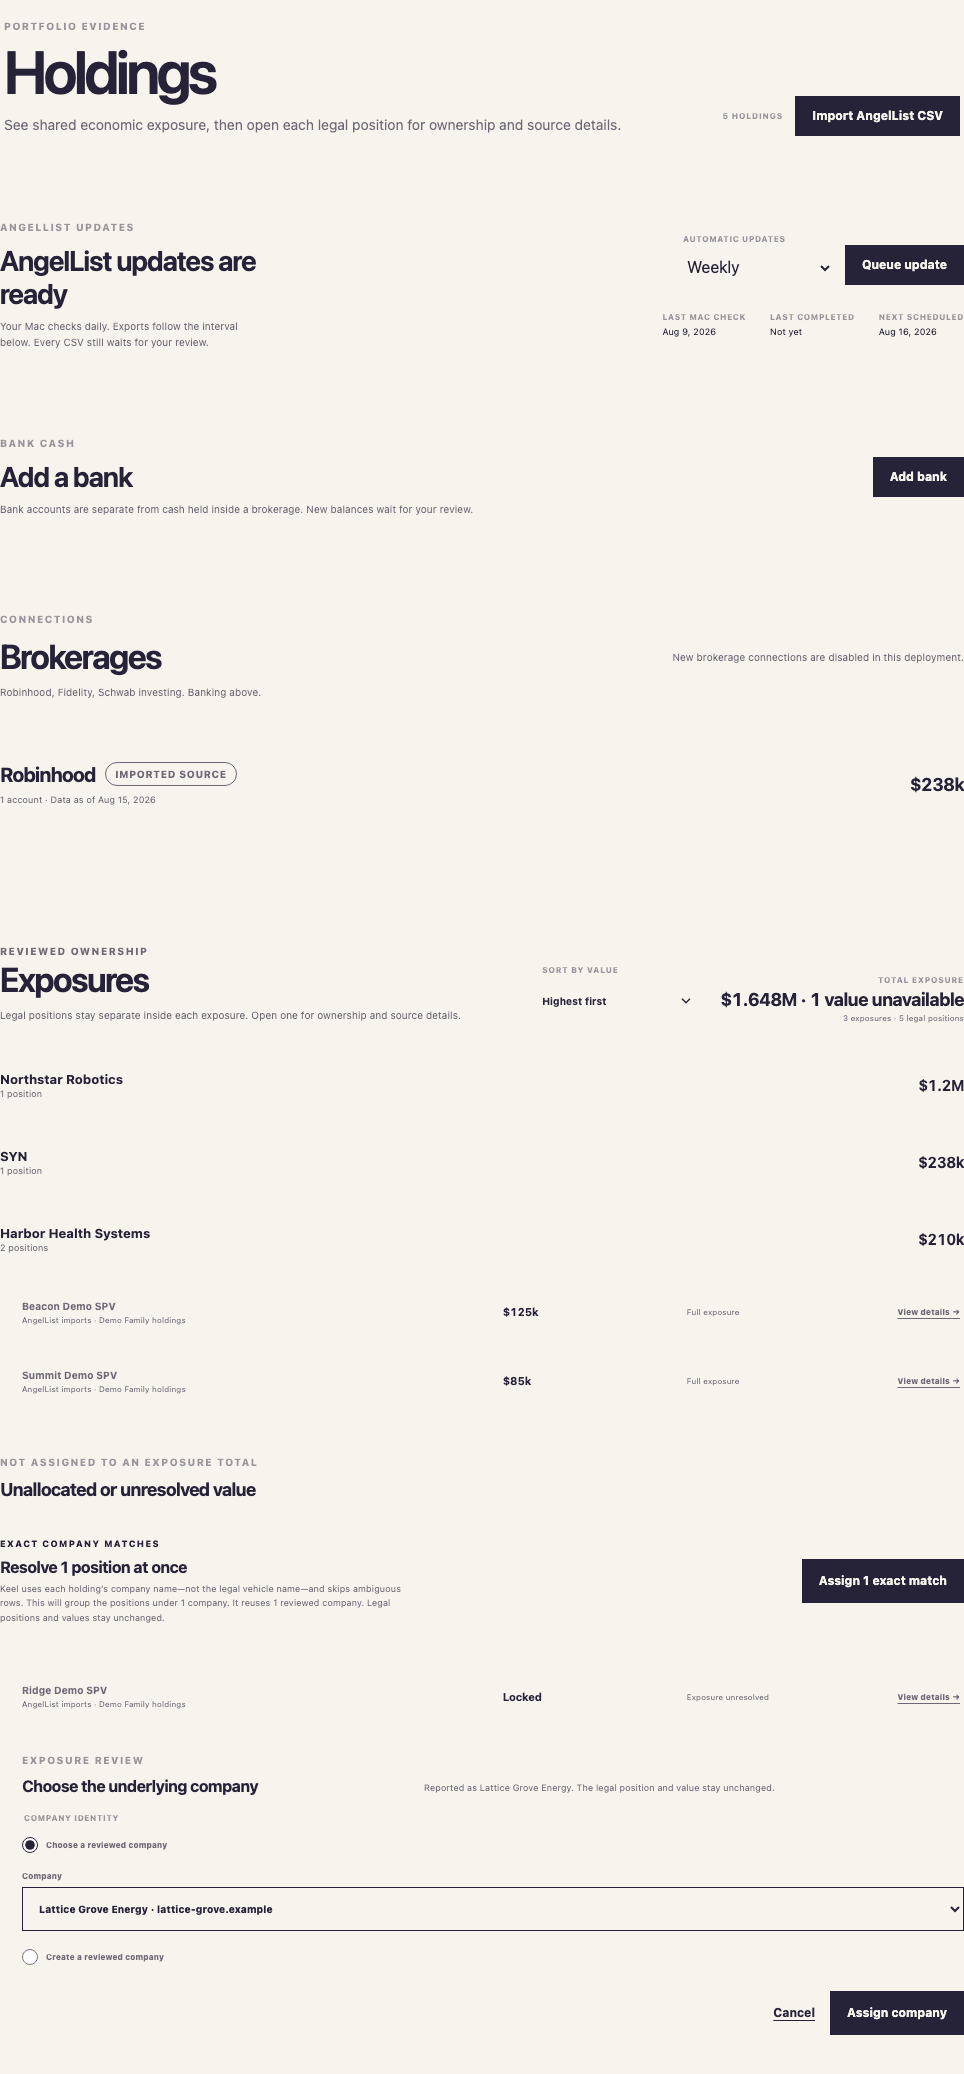 PORTFOLIO EVIDENCE
Holdings
See shared economic exposure, then open each legal position for ownership and source details.
5 HOLDINGS
Import AngelList CSV
ANGELLIST UPDATES
AngelList updates are
ready
Your Mac checks daily. Exports follow the interval
below. Every CSV still waits for your review.
AUTOMATIC UPDATES
Weekly
Queue update
LAST MAC CHECK
Aug 9, 2026
LAST COMPLETED
Not yet
NEXT SCHEDULED
Aug 16, 2026
BANK CASH
Add a bank
Bank accounts are separate from cash held inside a brokerage. New balances wait for your review.
Add bank
CONNECTIONS
Brokerages
Robinhood, Fidelity, Schwab investing. Banking above.
New brokerage connections are disabled in this deployment.
Robinhood
IMPORTED SOURCE
1 account · Data as of Aug 15, 2026
$238k
REVIEWED OWNERSHIP
Exposures
Legal positions stay separate inside each exposure. Open one for ownership and source details.
SORT BY VALUE
Highest first
TOTAL EXPOSURE
$1.648M · 1 value unavailable
3 exposures · 5 legal positions
Northstar Robotics
1 position
$1.2M
SYN
1 position
$238k
Harbor Health Systems
2 positions
$210k
Beacon Demo SPV
AngelList imports · Demo Family holdings
$125k
Full exposure
View details →
Summit Demo SPV
AngelList imports · Demo Family holdings
$85k
Full exposure
View details →
NOT ASSIGNED TO AN EXPOSURE TOTAL
Unallocated or unresolved value
EXACT COMPANY MATCHES
Resolve 1 position at once
Keel uses each holding's company name—not the legal vehicle name—and skips ambiguous
rows. This will group the positions under 1 company. It reuses 1 reviewed company. Legal
positions and values stay unchanged.
Assign 1 exact match
Ridge Demo SPV
AngelList imports · Demo Family holdings
Locked
Exposure unresolved
View details →
EXPOSURE REVIEW
Choose the underlying company
Reported as Lattice Grove Energy. The legal position and value stay unchanged.
COMPANY IDENTITY
Choose a reviewed company
Company
Lattice Grove Energy · lattice-grove.example
Create a reviewed company
Cancel
Assign company